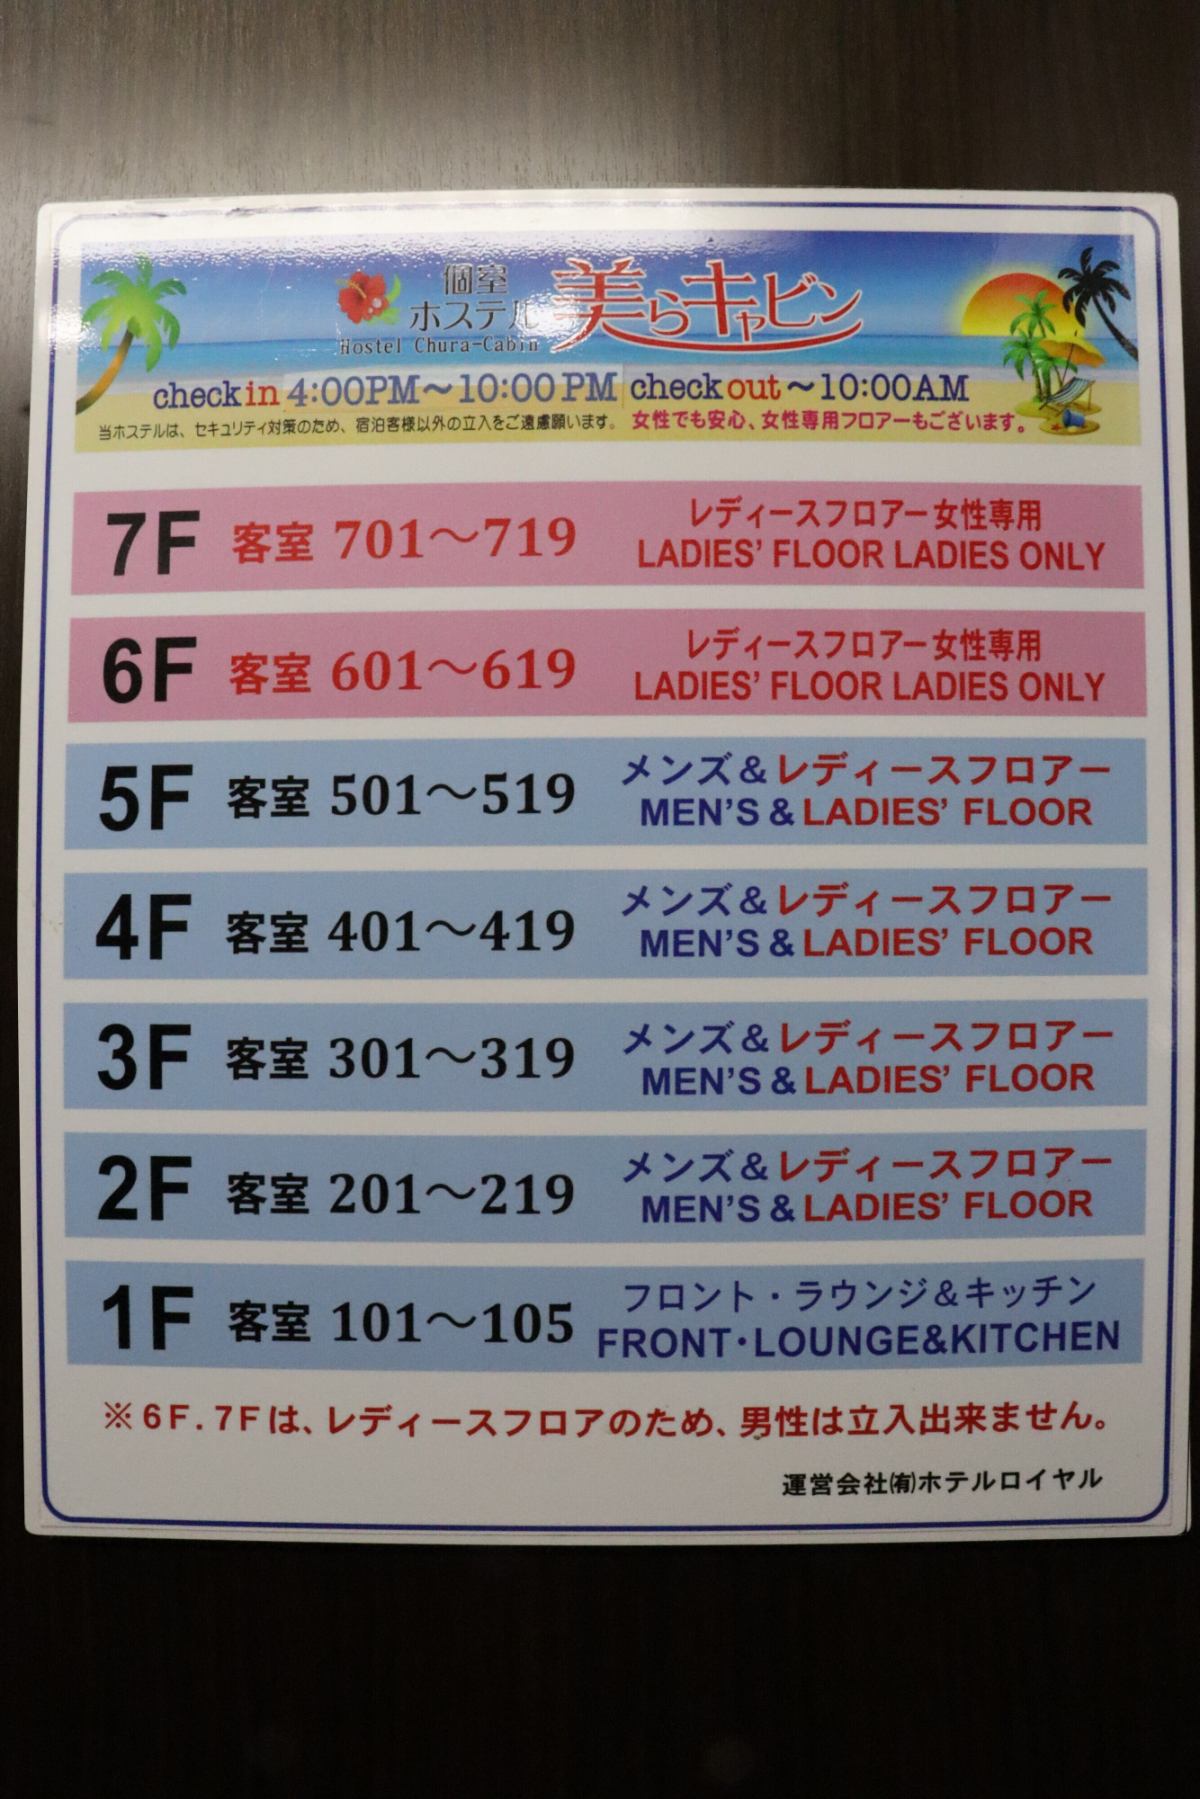 個室
ホステル 美らキャビン
Hostel Chura-Cabin
check in 4:00PM～10:00PM check out ～10:00AM
当ホステルは、セキュリティ対策のため、宿泊客様以外の立入をご遠慮願います。 女性でも安心、女性専用フロアーもございます。
7F 客室 701～719 レディースフロアー女性専用
LADIES' FLOOR LADIES ONLY
6F 客室 601～619 レディースフロアー女性専用
LADIES' FLOOR LADIES ONLY
5F 客室 501～519 メンズ&レディースフロアー
MEN'S & LADIES' FLOOR
4F 客室 401～419 メンズ&レディースフロアー
MEN'S & LADIES' FLOOR
3F 客室 301～319 メンズ&レディースフロアー
MEN'S & LADIES' FLOOR
2F 客室 201～219 メンズ&レディースフロアー
MEN'S & LADIES' FLOOR
1F 客室 101～105 フロント・ラウンジ&キッチン
FRONT・LOUNGE&KITCHEN
※6F.7Fは、レディースフロアのため、男性は立入出来ません。
運営会社㈲ホテルロイヤル